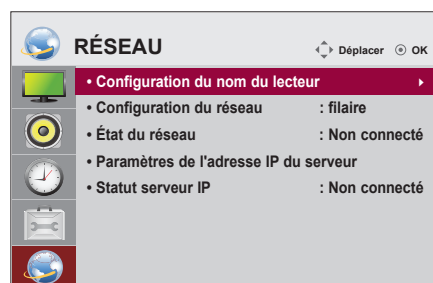 RÉSEAU
Déplacer OK
• Configuration du nom du lecteur
• Configuration du réseau : filaire
• État du réseau : Non connecté
• Paramètres de l'adresse IP du serveur
• Statut serveur IP : Non connecté